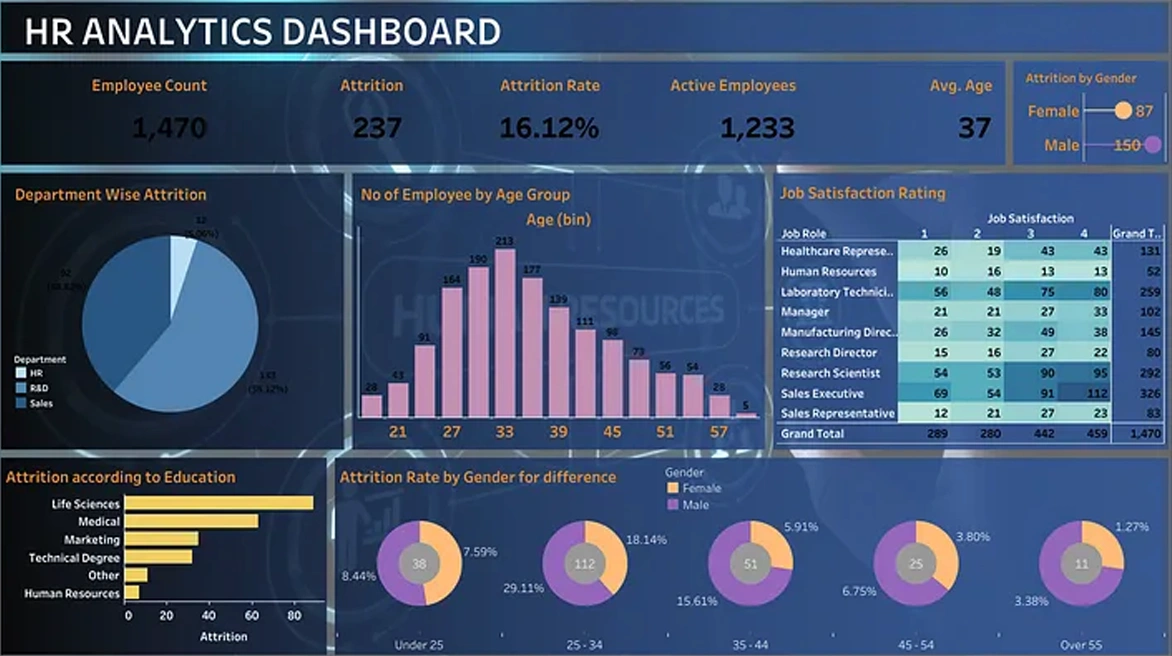 HR ANALYTICS DASHBOARD
Employee Count
1,470
Attrition
237
Attrition Rate
16.12%
Active Employees
1,233
Avg. Age
37
Attrition by Gender
Female 87
Male 150
Department Wise Attrition
12
(5.06%)
92
(38.82%)
133
(56.12%)
Department
HR
R&D
Sales
No of Employee by Age Group
Age (bin)
28 43 91 164 190 213 177 139 111 98 73 56 54 28 5
21 27 33 39 45 51 57
HUMAN RESOURCES
Job Satisfaction Rating
Job Satisfaction
Job Role 1 2 3 4 Grand T..
Healthcare Represe.. 26 19 43 43 131
Human Resources 10 16 13 13 52
Laboratory Technici.. 56 48 75 80 259
Manager 21 21 27 33 102
Manufacturing Direc.. 26 32 49 38 145
Research Director 15 16 27 22 80
Research Scientist 54 53 90 95 292
Sales Executive 69 54 91 112 326
Sales Representative 12 21 27 23 83
Grand Total 289 280 442 459 1,470
Attrition according to Education
Life Sciences
Medical
Marketing
Technical Degree
Other
Human Resources
0 20 40 60 80
Attrition
Attrition Rate by Gender for difference
Gender
Female
Male
38 7.59% 8.44%
112 18.14% 29.11%
51 5.91% 15.61%
25 3.80% 6.75%
11 1.27% 3.38%
Under 25 25 - 34 35 - 44 45 - 54 Over 55